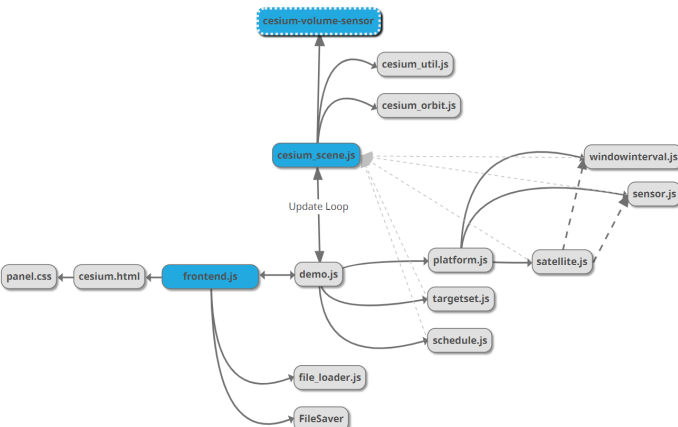 cesium-volume-sensor
cesium_util.js
cesium_orbit.js
cesium_scene.js
windowinterval.js
sensor.js
Update Loop
platform.js
satellite.js
panel.css
cesium.html
frontend.js
demo.js
targetset.js
schedule.js
file_loader.js
FileSaver